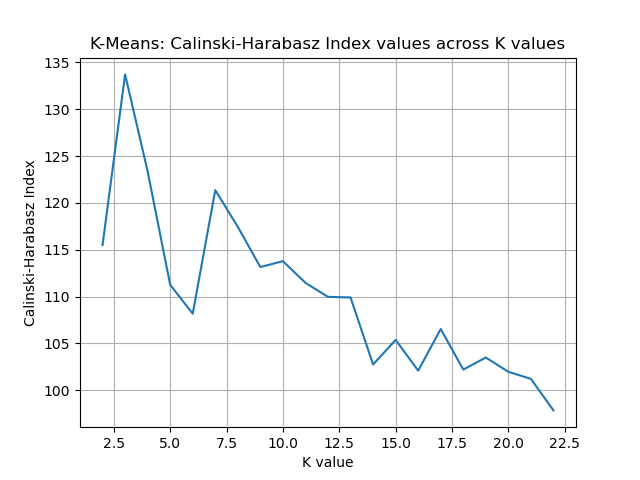 K-Means: Calinski-Harabasz Index values across K values
135
130
125
120
115
110
105
100
Calinski-Harabasz Index
2.5 5.0 7.5 10.0 12.5 15.0 17.5 20.0 22.5
K value